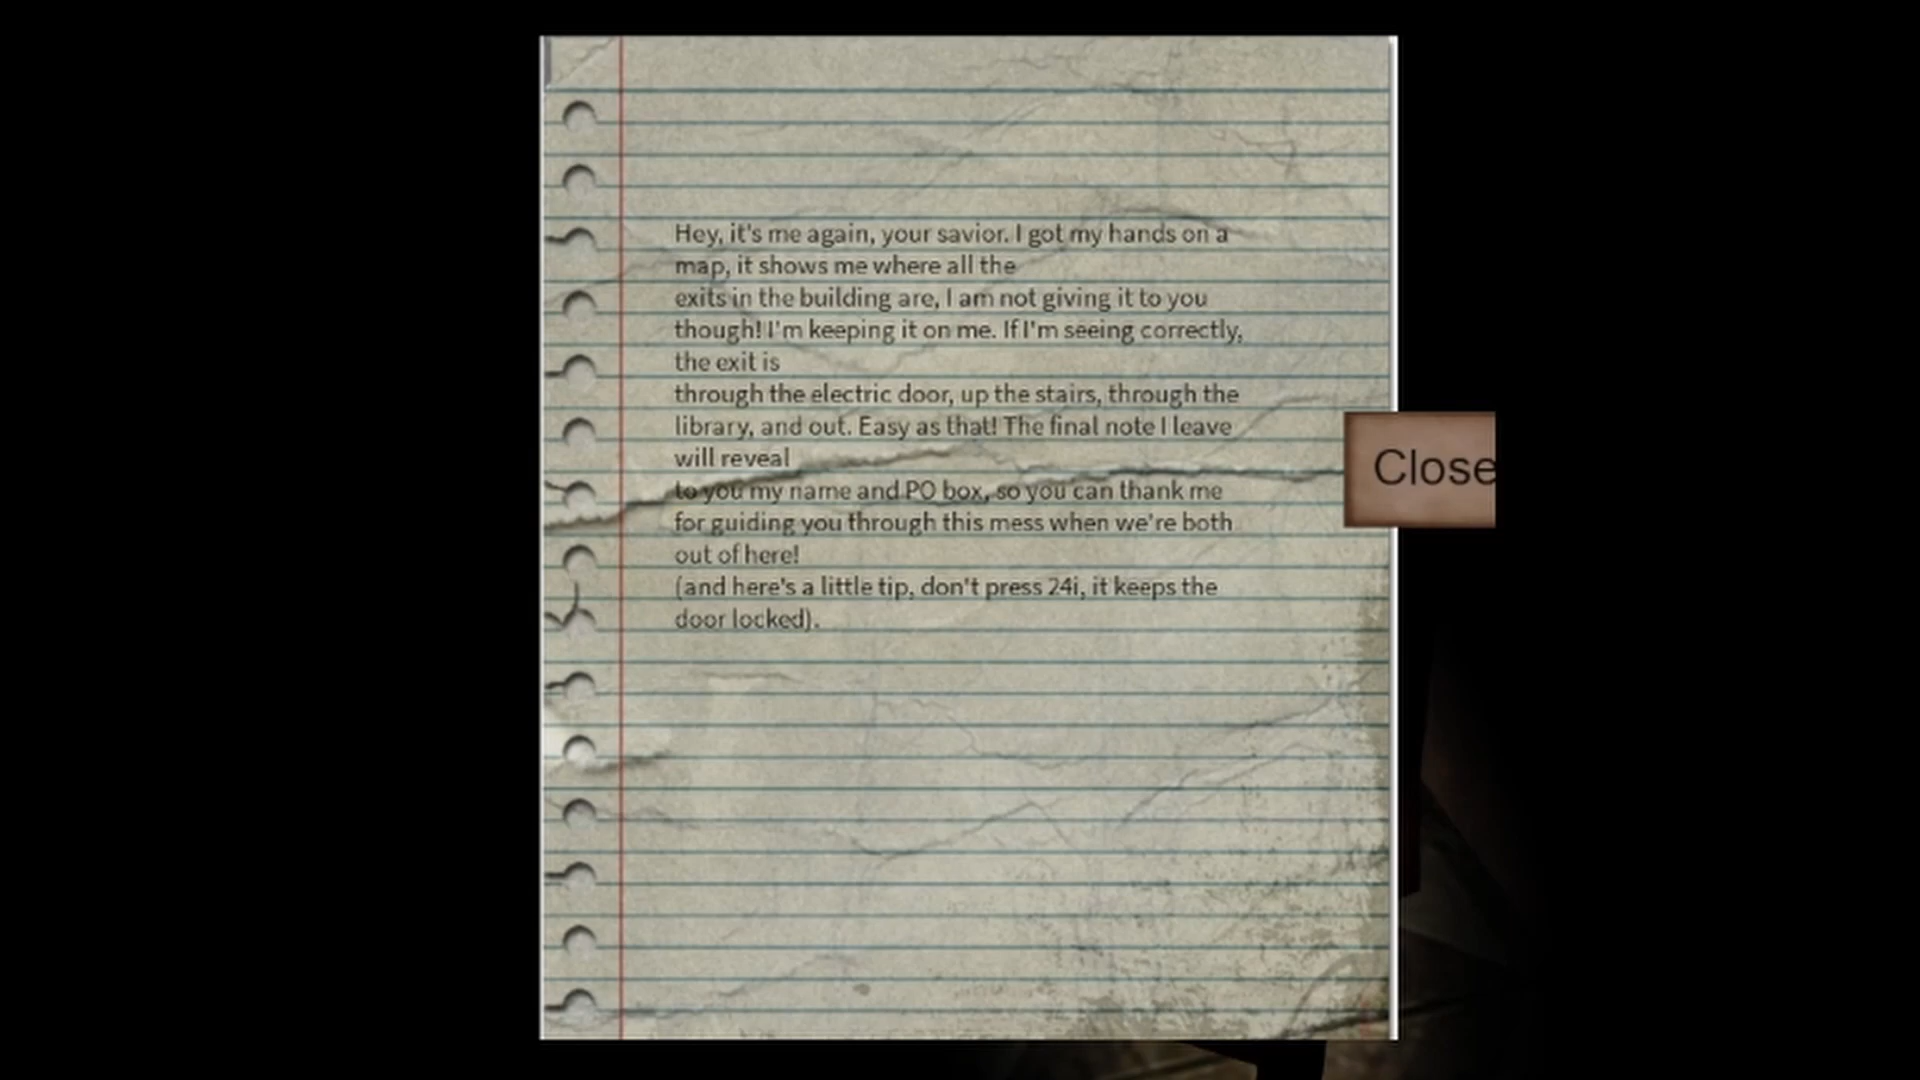 Hey, it's me again, your savior. I got my hands on a
map, it shows me where all the
exits in the building are, I am not giving it to you
though! I'm keeping it on me. If I'm seeing correctly,
the exit is
through the electric door, up the stairs, through the
library, and out. Easy as that! The final note I leave
will reveal
to you my name and PO box, so you can thank me
for guiding you through this mess when we're both
out of here!
(and here's a little tip, don't press 24i, it keeps the
door locked).
Close